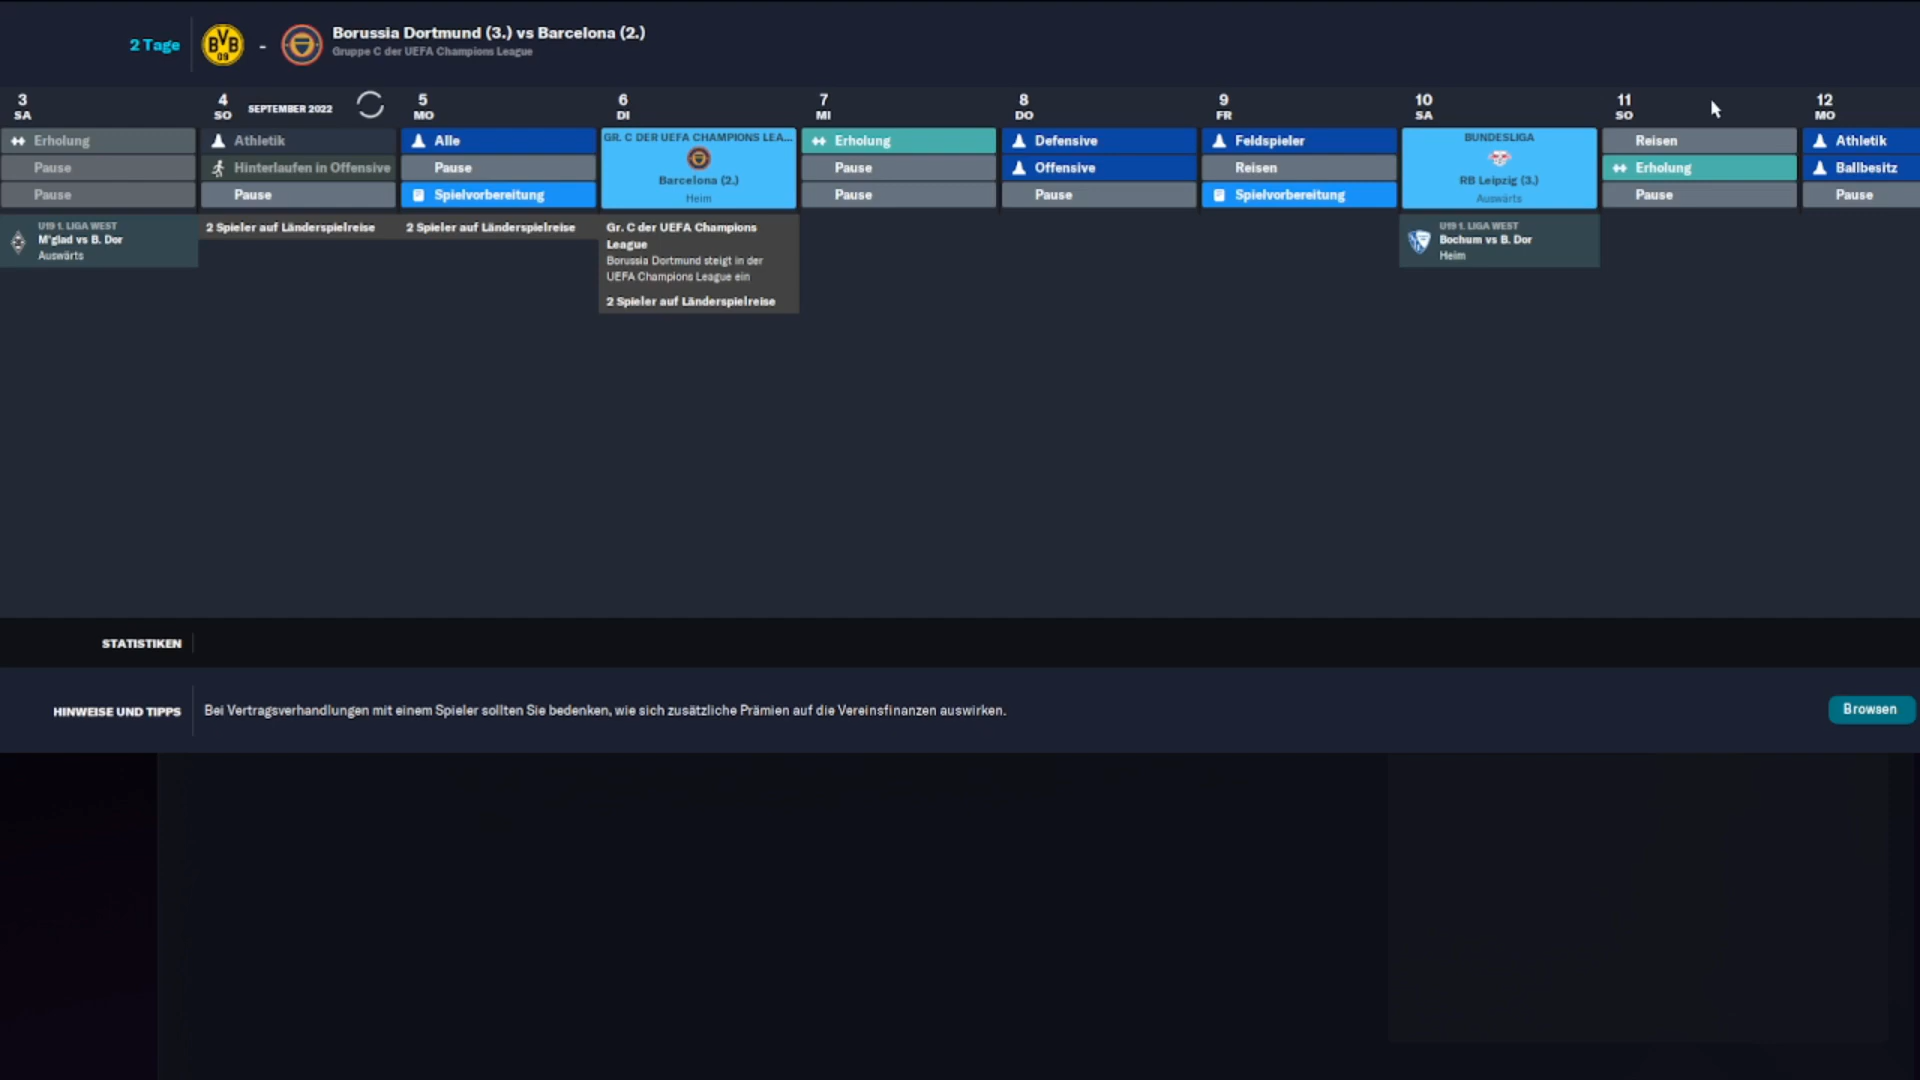 2 Tage
BVB
09
-
Borussia Dortmund (3.) vs Barcelona (2.)
Gruppe C der UEFA Champions League
3
SA
4
SO
SEPTEMBER 2022
5
MO
6
DI
7
MI
8
DO
9
FR
10
SA
11
SO
12
MO
Erholung
Pause
Pause
U19 1. LIGA WEST
M'glad vs B. Dor
Auswärts
Athletik
Hinterlaufen in Offensive
Pause
2 Spieler auf Länderspielreise
Alle
Pause
Spielvorbereitung
2 Spieler auf Länderspielreise
GR. C DER UEFA CHAMPIONS LEA...
Barcelona (2.)
Heim
Gr. C der UEFA Champions
League
Borussia Dortmund steigt in der
UEFA Champions League ein
2 Spieler auf Länderspielreise
Erholung
Pause
Pause
Defensive
Offensive
Pause
Feldspieler
Reisen
Spielvorbereitung
BUNDESLIGA
RB Leipzig (3.)
Auswärts
U19 1. LIGA WEST
Bochum vs B. Dor
Heim
Reisen
Erholung
Pause
Athletik
Ballbesitz
Pause
STATISTIKEN
HINWEISE UND TIPPS
Bei Vertragsverhandlungen mit einem Spieler sollten Sie bedenken, wie sich zusätzliche Prämien auf die Vereinsfinanzen auswirken.
Browsen